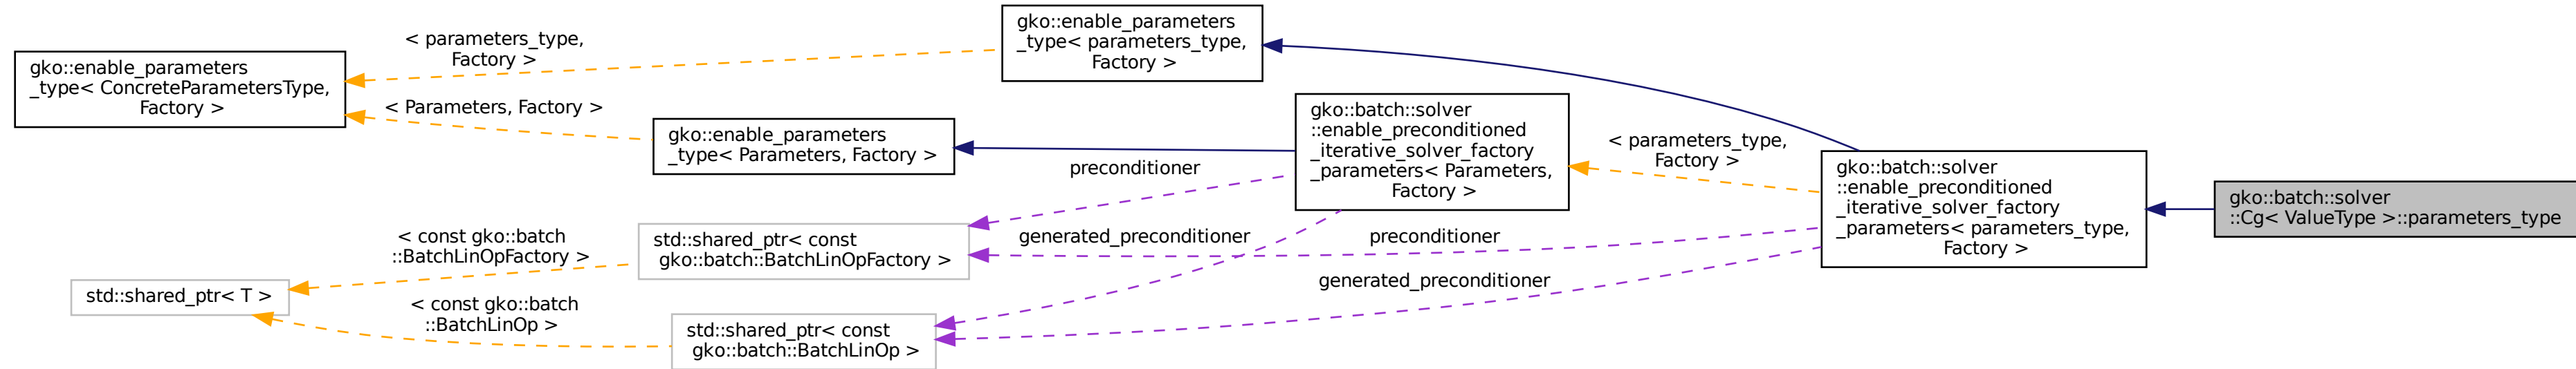 gko::enable_parameters
_type< ConcreteParametersType,
Factory >
< parameters_type,
Factory >
< Parameters, Factory >
gko::enable_parameters
_type< parameters_type,
Factory >
gko::enable_parameters
_type< Parameters, Factory >
gko::batch::solver
::enable_preconditioned
_iterative_solver_factory
_parameters< Parameters,
Factory >
< parameters_type,
Factory >
gko::batch::solver
::enable_preconditioned
_iterative_solver_factory
_parameters< parameters_type,
Factory >
gko::batch::solver
::Cg< ValueType >::parameters_type
preconditioner
generated_preconditioner
preconditioner
generated_preconditioner
std::shared_ptr< const
gko::batch::BatchLinOpFactory >
< const gko::batch
::BatchLinOpFactory >
std::shared_ptr< T >
< const gko::batch
::BatchLinOp >
std::shared_ptr< const
gko::batch::BatchLinOp >